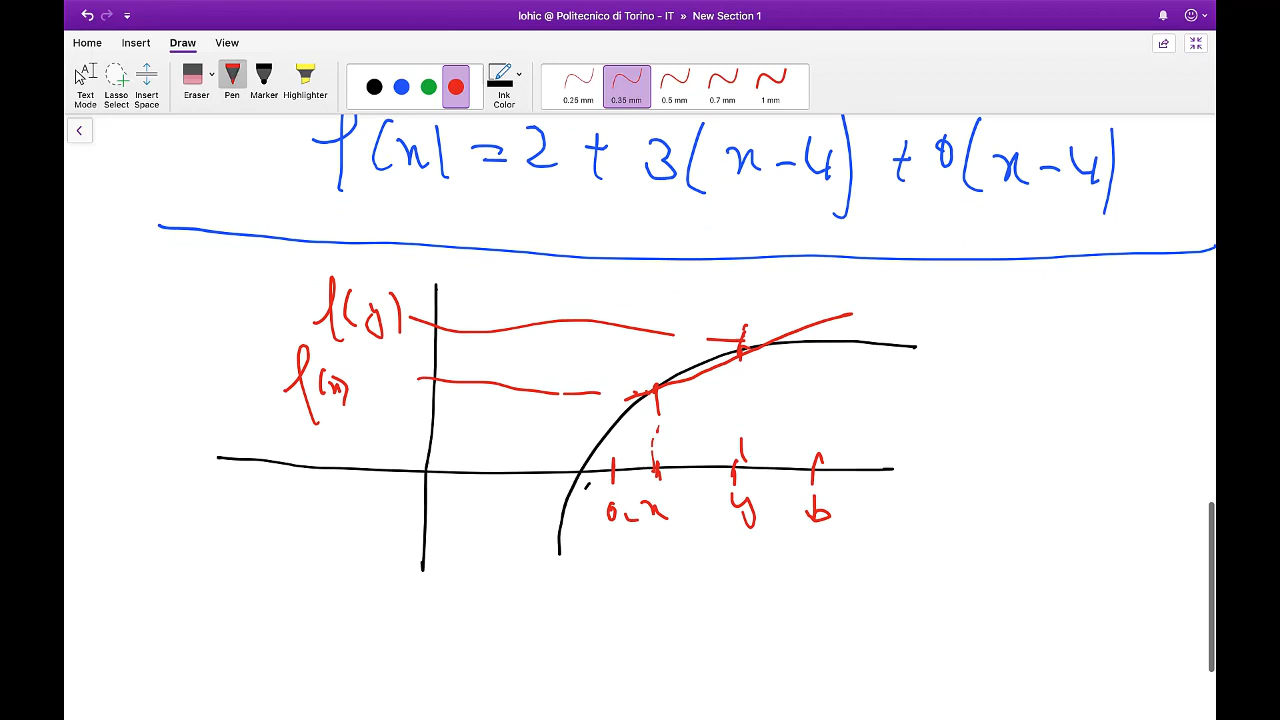 lohic @ Politecnico di Torino - IT » New Section 1
Home Insert Draw View
Text Mode
Lasso Select
Insert Space
Eraser
Pen
Marker
Highlighter
Ink Color
0.25 mm
0.35 mm
0.5 mm
0.7 mm
1 mm
f(x) = 2 + 3(x-4) + 0(x-4)
f(y)
f(x)
a x y b